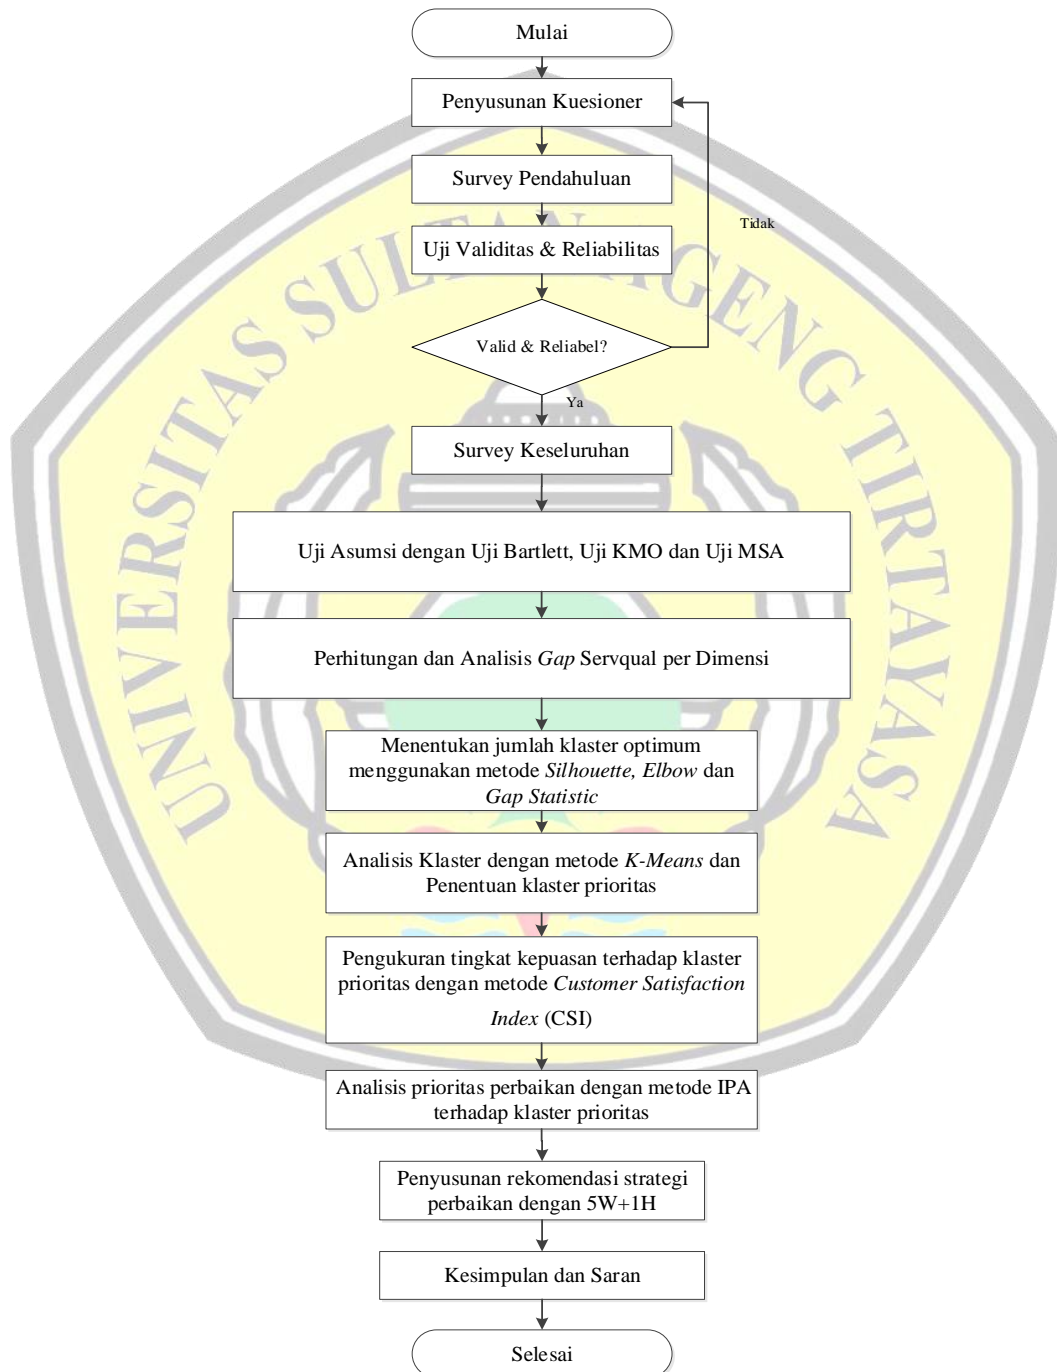 Mulai
Penyusunan Kuesioner
Survey Pendahuluan
Tidak
Uji Validitas & Reliabilitas
Valid & Reliabel?
Ya
Survey Keseluruhan
Uji Asumsi dengan Uji Bartlett, Uji KMO dan Uji MSA
Perhitungan dan Analisis Gap Servqual per Dimensi
Menentukan jumlah klaster optimum
menggunakan metode Silhouette, Elbow dan
Gap Statistic
Analisis Klaster dengan metode K-Means dan
Penentuan klaster prioritas
Pengukuran tingkat kepuasan terhadap klaster
prioritas dengan metode Customer Satisfaction
Index (CSI)
Analisis prioritas perbaikan dengan metode IPA
terhadap klaster prioritas
Penyusunan rekomendasi strategi
perbaikan dengan 5W+1H
Kesimpulan dan Saran
Selesai
UNIVERSITAS SULTAN AGENG TIRTAYASA